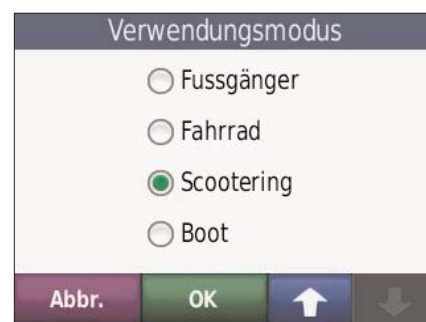 Verwendungsmodus
Fussgänger
Fahrrad
Scootering
Boot
Abbr. OK